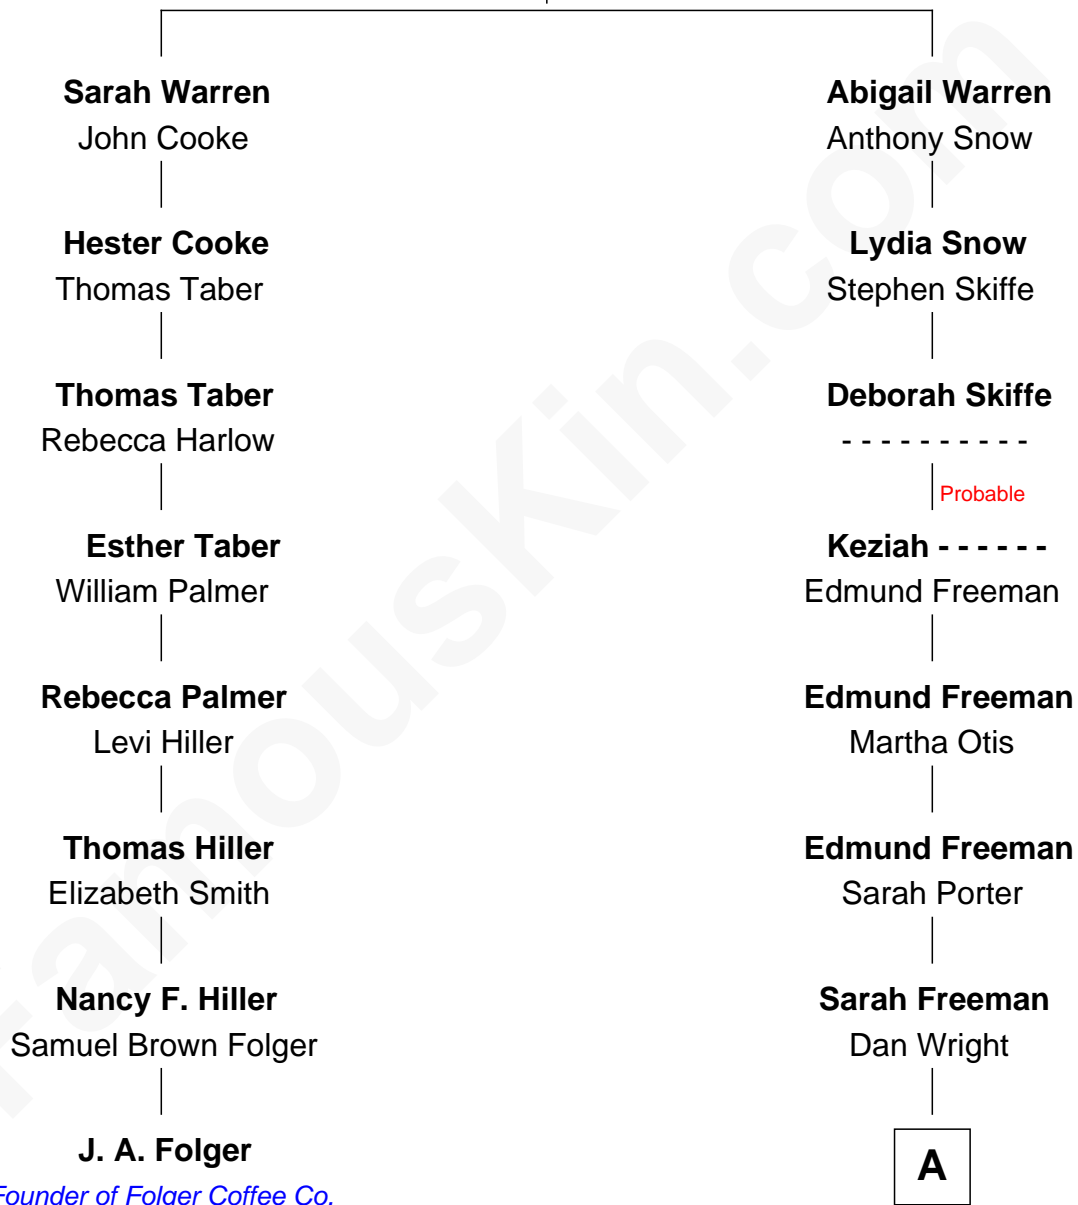 Sarah Warren
John Cooke
Abigail Warren
Anthony Snow
Hester Cooke
Thomas Taber
Lydia Snow
Stephen Skiffe
Thomas Taber
Rebecca Harlow
Deborah Skiffe
- - - - - - - - - -
Probable
Esther Taber
William Palmer
Keziah - - - - - -
Edmund Freeman
Rebecca Palmer
Levi Hiller
Edmund Freeman
Martha Otis
Thomas Hiller
Elizabeth Smith
Edmund Freeman
Sarah Porter
Nancy F. Hiller
Samuel Brown Folger
Sarah Freeman
Dan Wright
J. A. Folger
Founder of Folger Coffee Co.
A
FamousKin.com